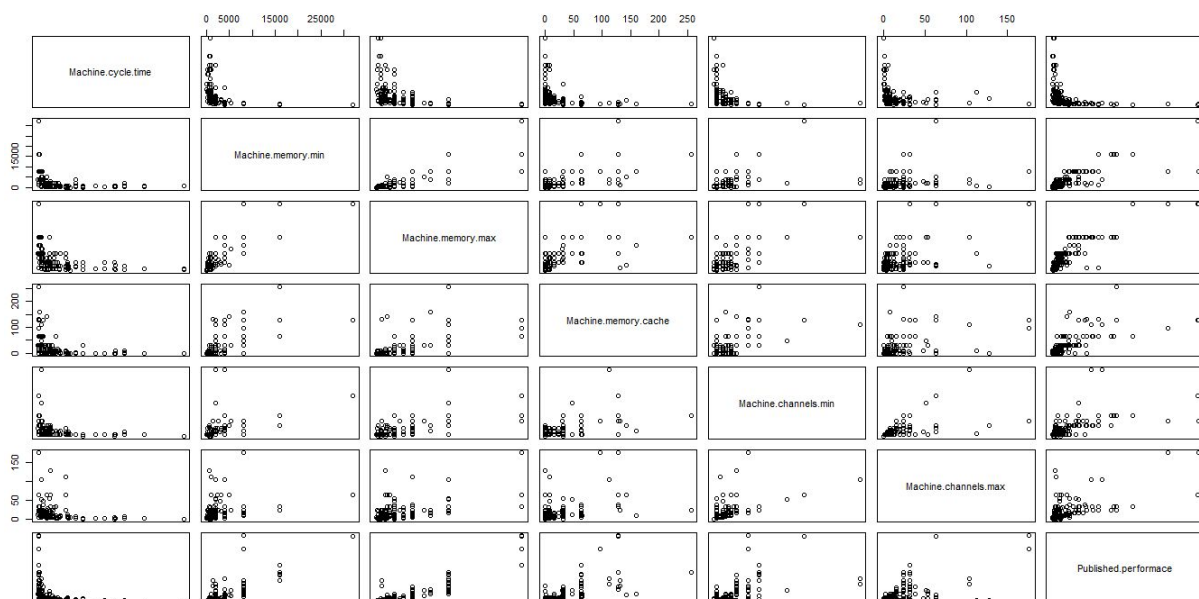 0 5000 15000 25000
0 50 100 150 200 250
0 50 100 150
Machine.cycle.time
0 15000
Machine.memory.min
Machine.memory.max
0 100 200
Machine.memory.cache
Machine.channels.min
0 50 150
Machine.channels.max
Published.performace